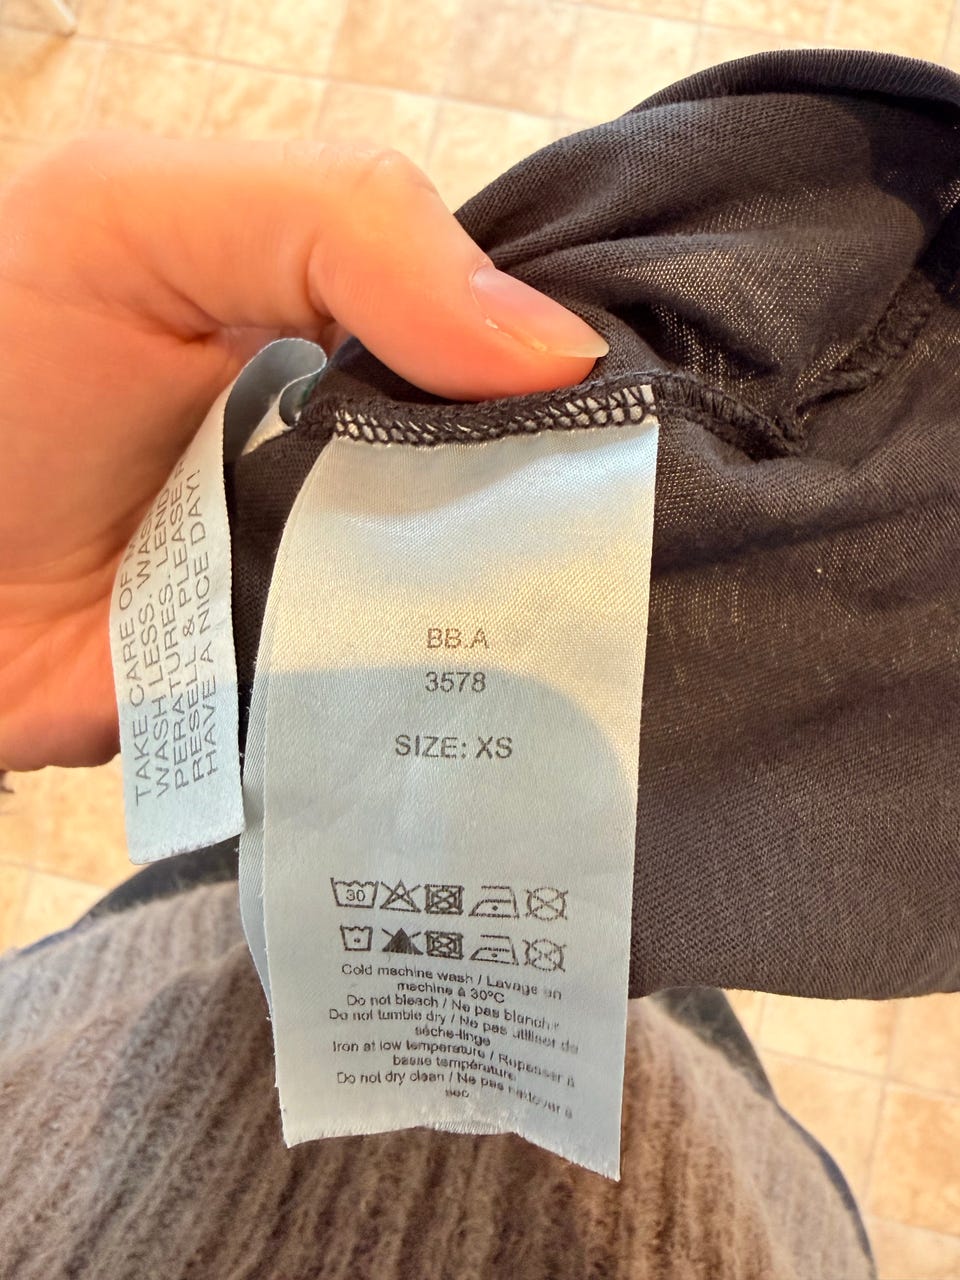 TAKE CARE OF
WASH LESS. WASH
PERATURES. LEND
RESELL & PLEASE
HAVE A NICE DAY!
BB.A
3578
SIZE: XS
30
Cold machine wash / Lavage en
machine à 30°C
Do not bleach / Ne pas blanchir
Do not tumble dry / Ne pas utiliser de
sèche-linge
Iron at low temperature / Repasser à
basse température
Do not dry clean / Ne pas nettoyer à
sec